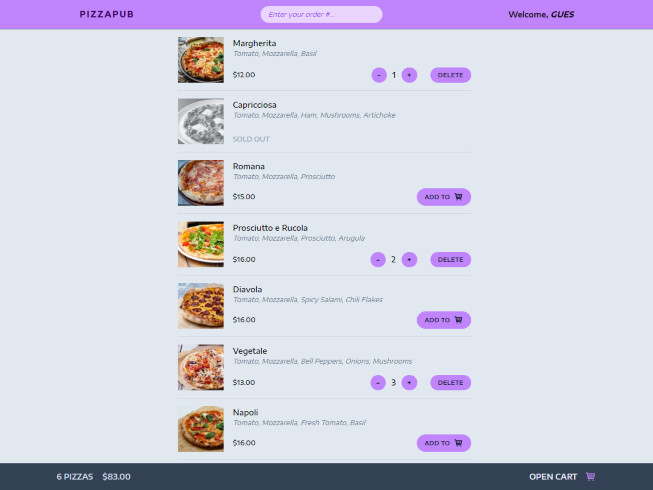 PIZZAPUB
Enter your order #...
Welcome, GUES
Margherita
Tomato, Mozzarella, Basil
$12.00
- 1 + DELETE
Capricciosa
Tomato, Mozzarella, Ham, Mushrooms, Artichoke
SOLD OUT
Romana
Tomato, Mozzarella, Prosciutto
$15.00
ADD TO
Prosciutto e Rucola
Tomato, Mozzarella, Prosciutto, Arugula
$16.00
- 2 + DELETE
Diavola
Tomato, Mozzarella, Spicy Salami, Chili Flakes
$16.00
ADD TO
Vegetale
Tomato, Mozzarella, Bell Peppers, Onions, Mushrooms
$13.00
- 3 + DELETE
Napoli
Tomato, Mozzarella, Fresh Tomato, Basil
$16.00
ADD TO
6 PIZZAS $83.00
OPEN CART